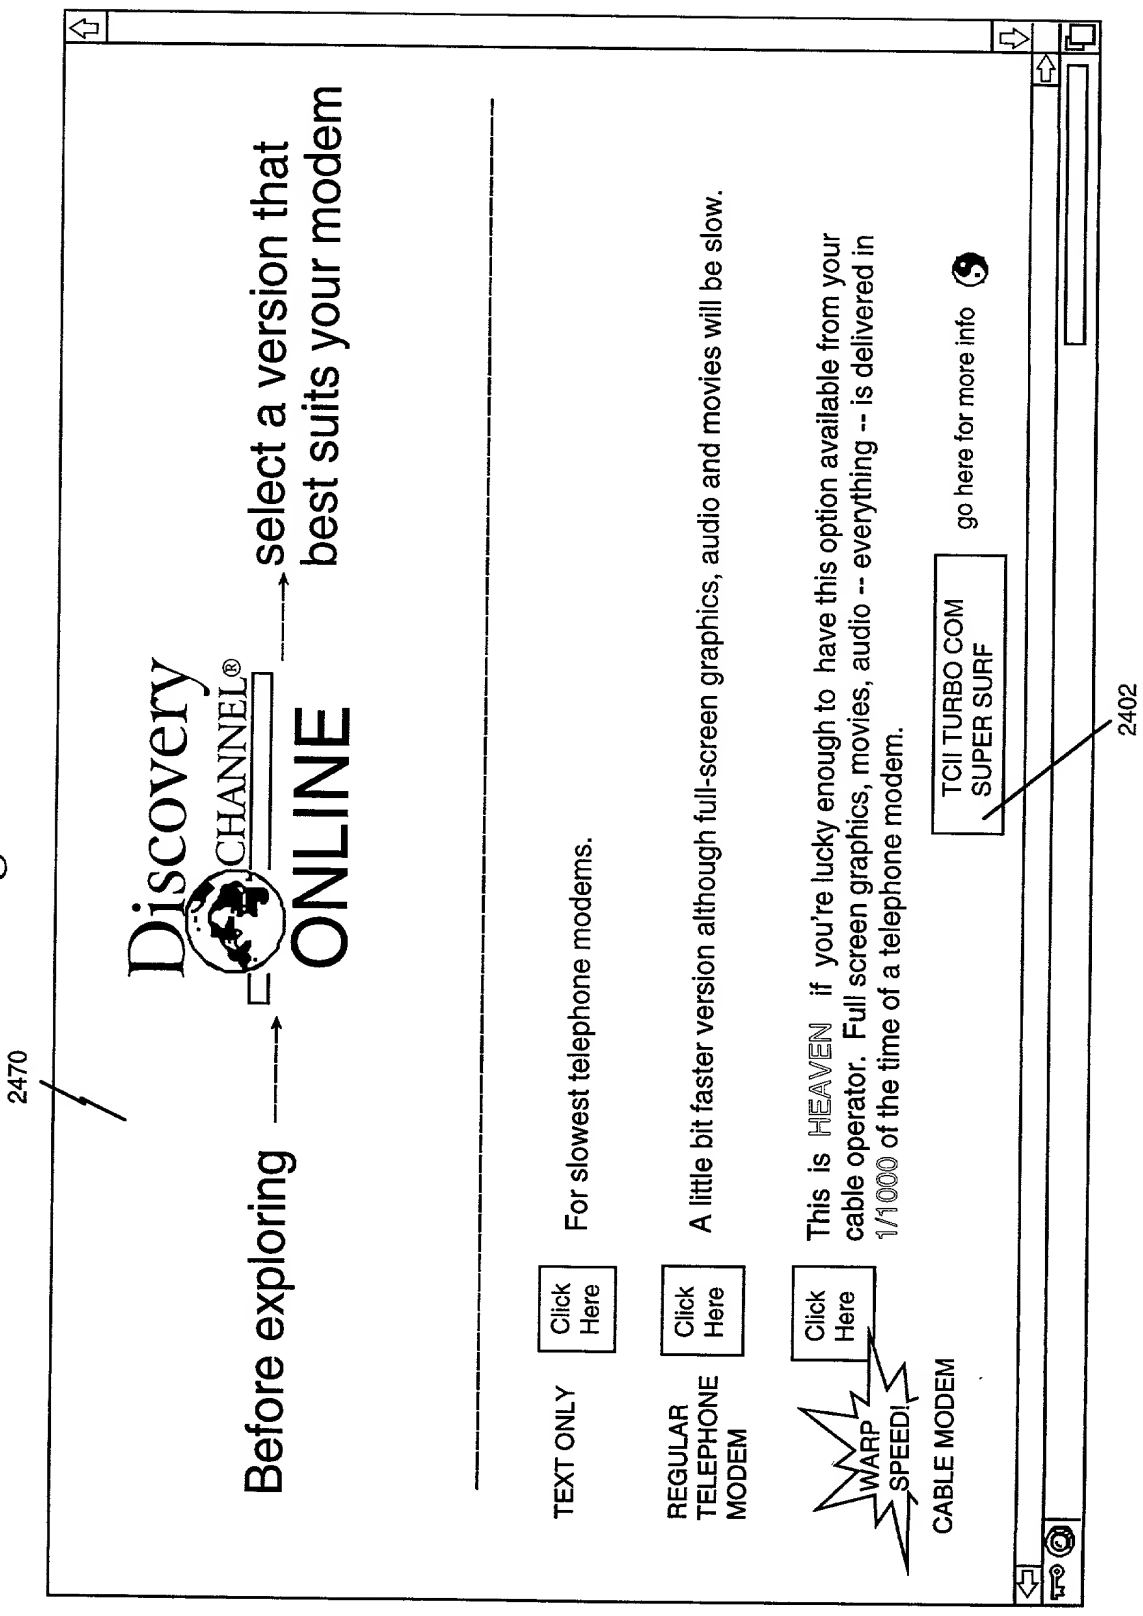 2470
Before exploring
Discovery
CHANNEL®
ONLINE
select a version that
best suits your modem
TEXT ONLY
Click
Here
For slowest telephone modems.
REGULAR
TELEPHONE
MODEM
Click
Here
A little bit faster version although full-screen graphics, audio and movies will be slow.
WARP
SPEED!
CABLE MODEM
Click
Here
This is HEAVEN if you're lucky enough to have this option available from your
cable operator. Full screen graphics, movies, audio -- everything -- is delivered in
1/1000 of the time of a telephone modem.
TCII TURBO COM
SUPER SURF
go here for more info
2402